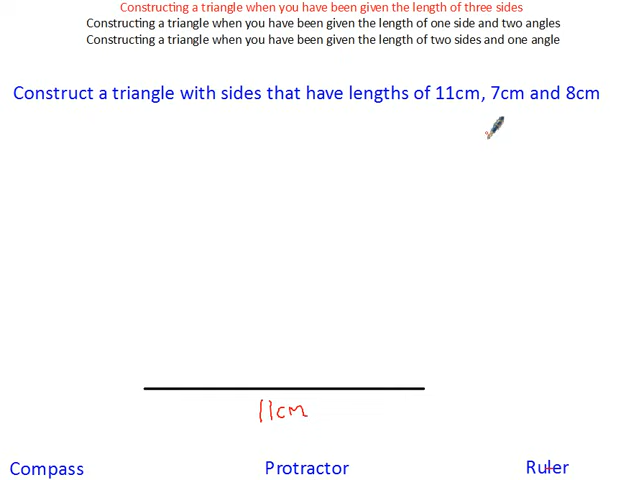 Constructing a triangle when you have been given the length of three sides
Constructing a triangle when you have been given the length of one side and two angles
Constructing a triangle when you have been given the length of two sides and one angle
Construct a triangle with sides that have lengths of 11cm, 7cm and 8cm
11cm
Compass Protractor Ruler